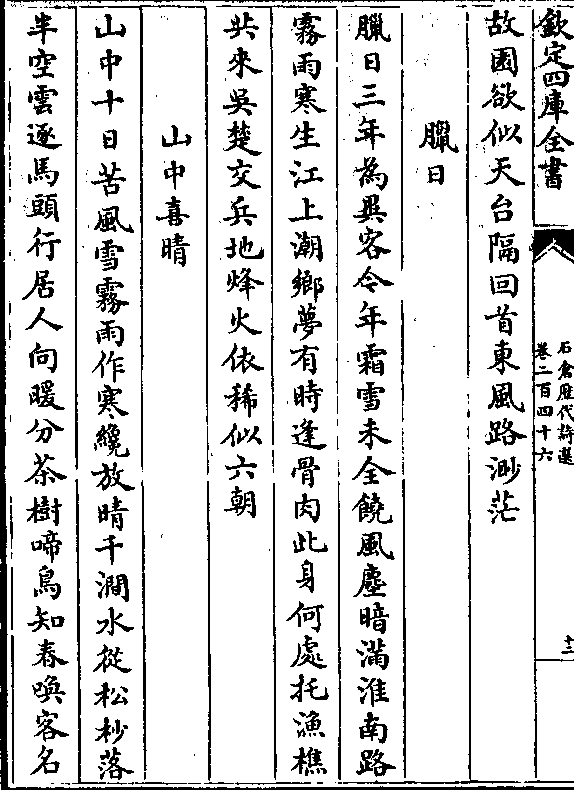 欽定四庫全書
石倉歷代詩選
卷二百四十六
十三
故園欲似天台隔回首東風路渺茫
臘日
臘日三年為異客今年霜雪未全饒風塵暗滿淮南路
霧雨寒生江上潮鄉夢有時逢骨肉此身何處托漁樵
共來吳楚交兵地烽火依稀似六朝
山中喜晴
山中十日苦風雪霧雨作寒纔放晴千澗水從松杪落
半空雲逐馬頭行居人向暖分茶樹啼鳥知春喚客名